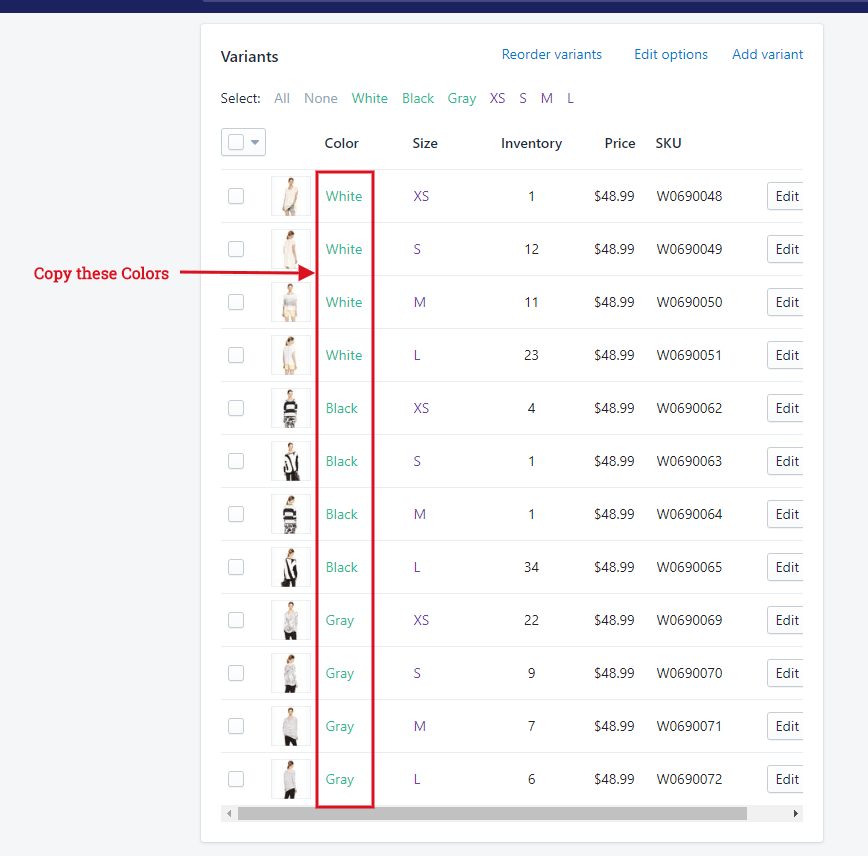 Variants Reorder variants Edit options Add variant
Select: All None White Black Gray XS S M L
Color Size Inventory Price SKU
White XS 1 $48.99 W0690048 Edit
White S 12 $48.99 W0690049 Edit
Copy these Colors
White M 11 $48.99 W0690050 Edit
White L 23 $48.99 W0690051 Edit
Black XS 4 $48.99 W0690062 Edit
Black S 1 $48.99 W0690063 Edit
Black M 1 $48.99 W0690064 Edit
Black L 34 $48.99 W0690065 Edit
Gray XS 22 $48.99 W0690069 Edit
Gray S 9 $48.99 W0690070 Edit
Gray M 7 $48.99 W0690071 Edit
Gray L 6 $48.99 W0690072 Edit